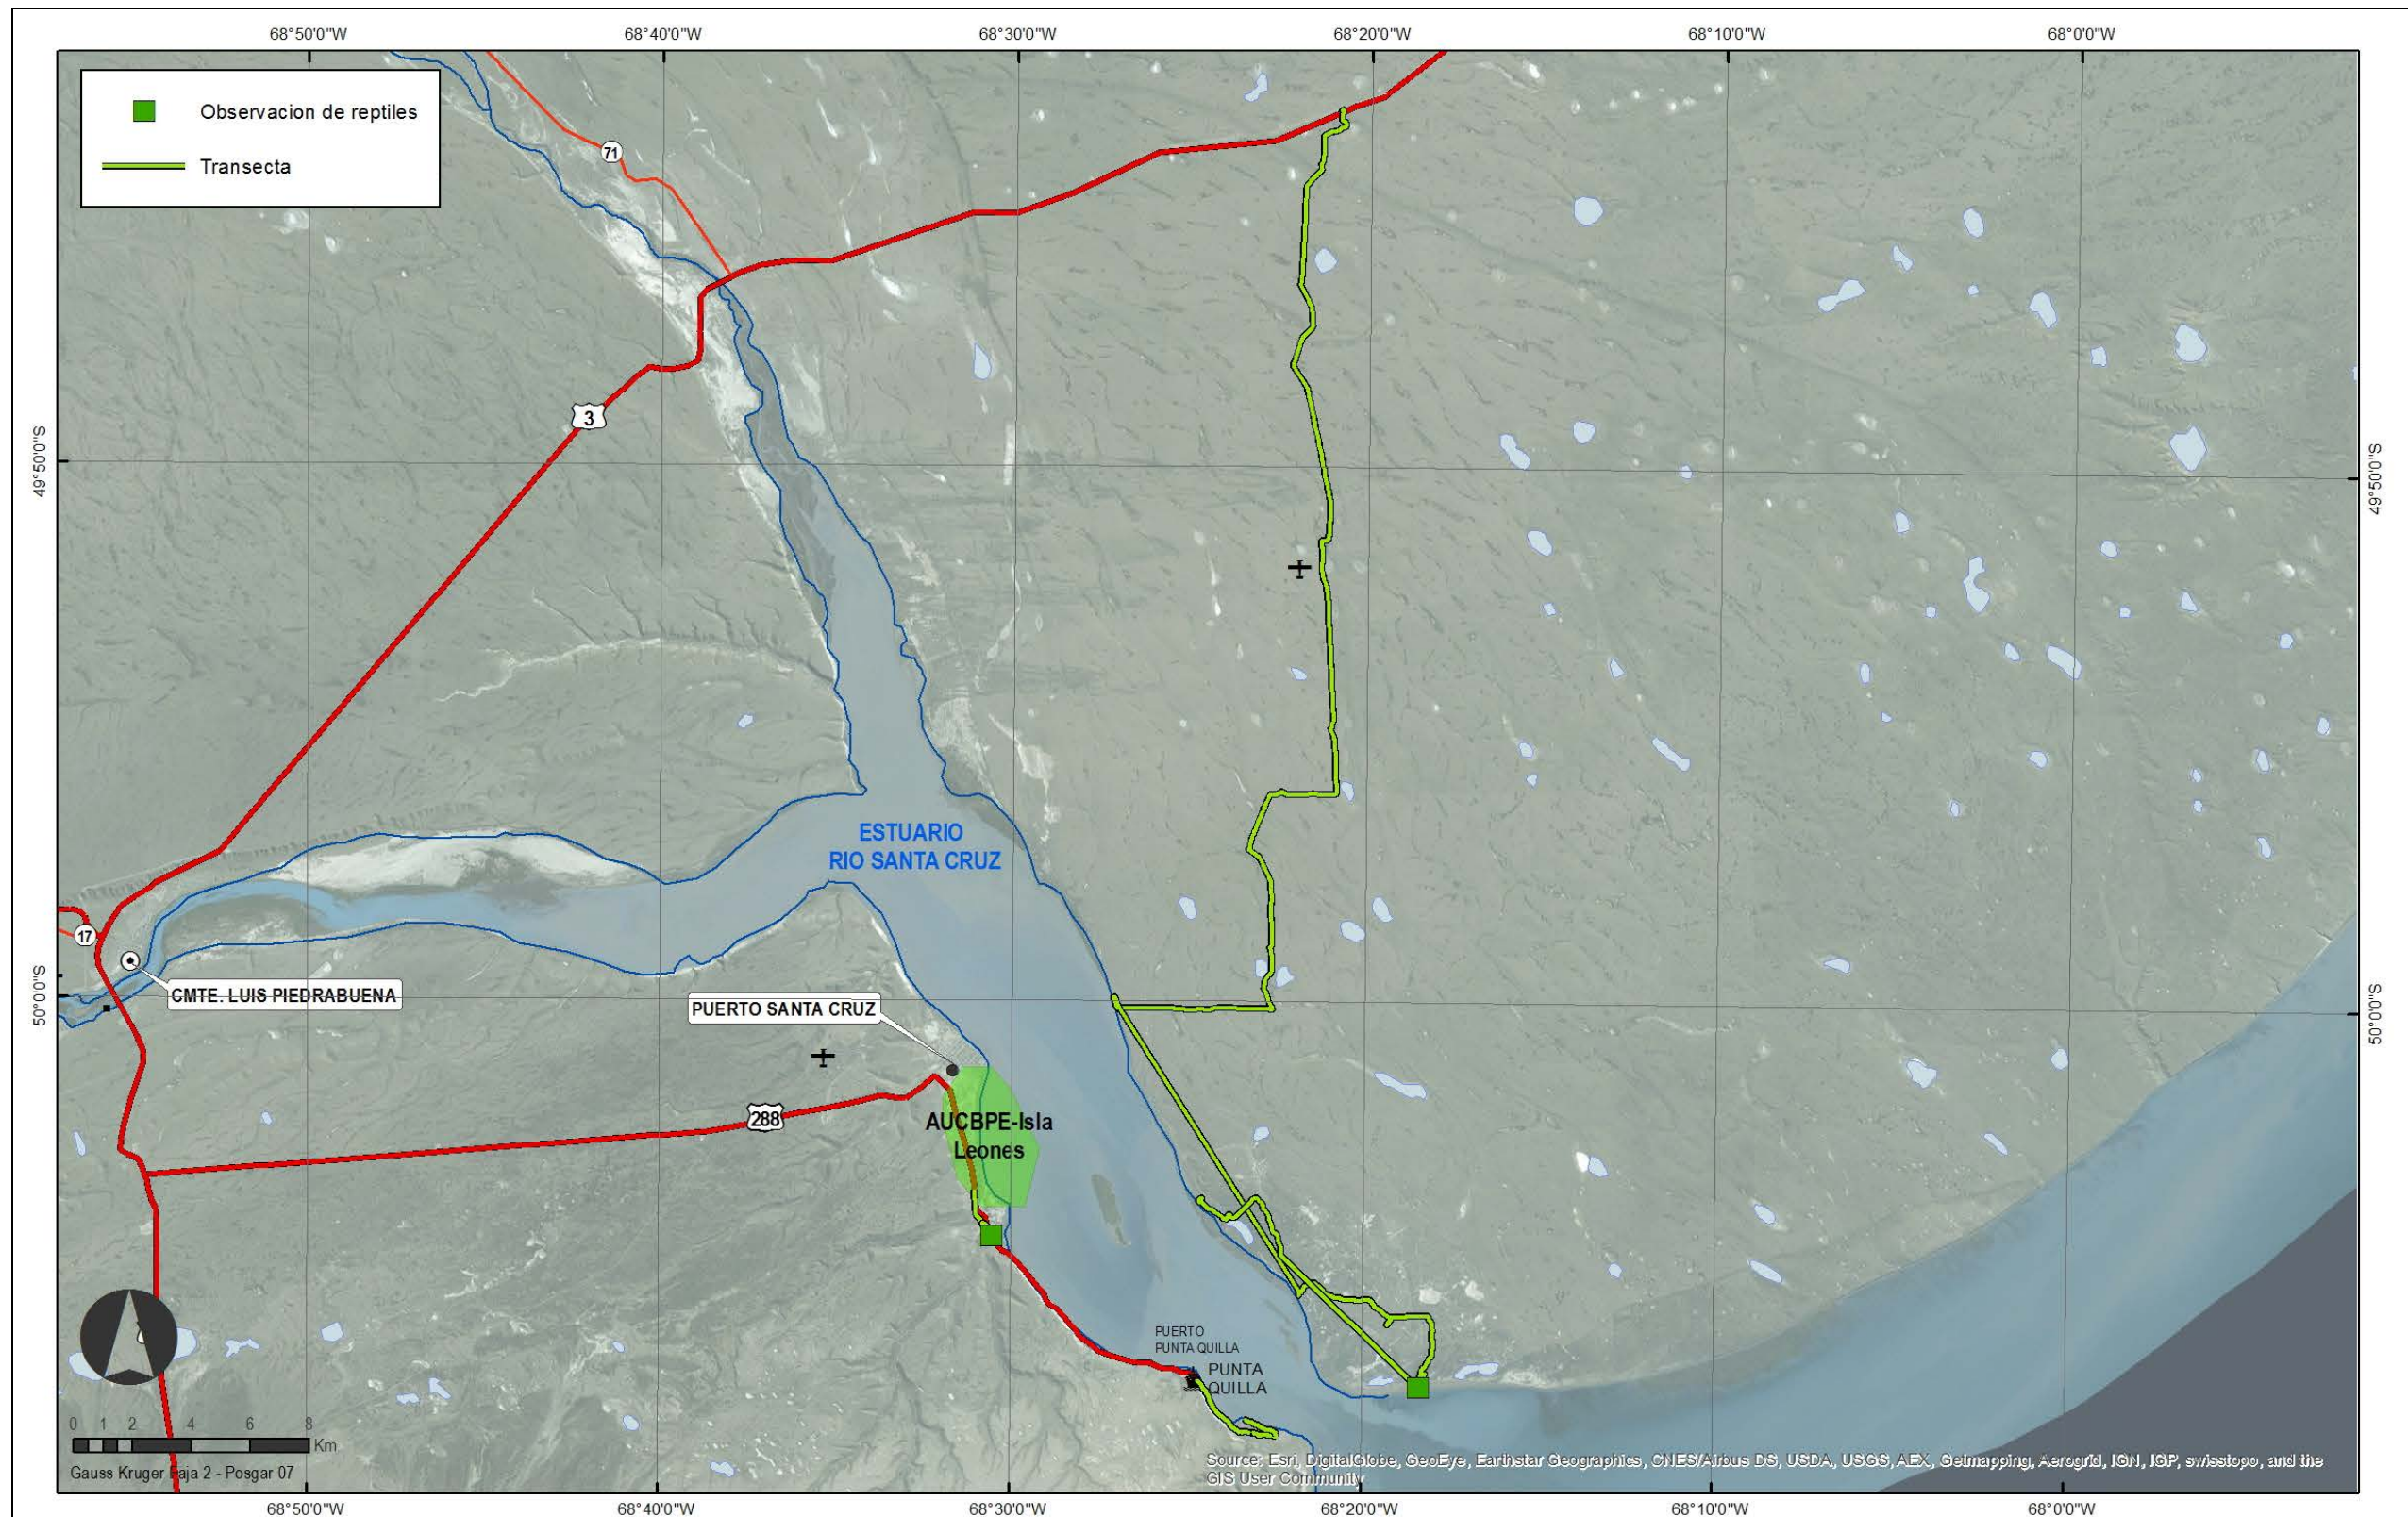 68°50'0"W 68°40'0"W 68°30'0"W 68°20'0"W 68°10'0"W 68°0'0"W
Observacion de reptiles
Transecta
71
3
49°50'0"S
49°50'0"S
ESTUARIO
RIO SANTA CRUZ
17
CMTE. LUIS PIEDRABUENA
PUERTO SANTA CRUZ
50°0'0"S
50°0'0"S
288
AUCBPE-Isla
Leones
PUERTO
PUNTA QUILLA
PUNTA
QUILLA
0 1 2 4 6 8
Km
Gauss Kruger Faja 2 - Posgar 07
Source: Esri, DigitalGlobe, GeoEye, Earthstar Geographics, CNES/Airbus DS, USDA, USGS, AEX, Getmapping, Aerogrid, IGN, IGP, swisstopo, and the
GIS User Community
68°50'0"W 68°40'0"W 68°30'0"W 68°20'0"W 68°10'0"W 68°0'0"W